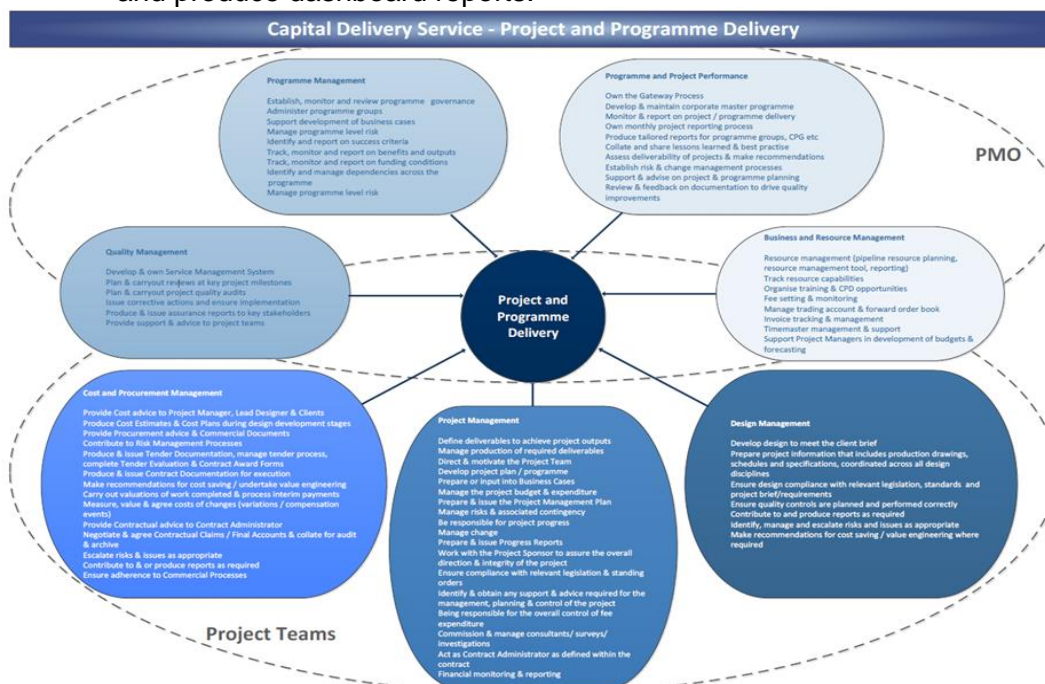 and produce dashboard reports.
Capital Delivery Service - Project and Programme Delivery
Programme Management
Establish, monitor and review programme governance
Administer programme groups
Support development of business cases
Manage programme level risk
Identify and report on success criteria
Track, monitor and report on benefits and outputs
Track, monitor and report on funding conditions
Identify and manage dependencies across the
programme
Manage programme level risk
Programme and Project Performance
Own the Gateway Process
Develop & maintain corporate master programme
Monitor & report on project / programme delivery
Own monthly project reporting process
Produce tailored reports for programme groups, CPG etc
Collate and share lessons learned & best practise
Assess deliverability of projects & make recommendations
Establish risk & change management processes
Support & advise on project & programme planning
Review & feedback on documentation to drive quality
improvements
PMO
Quality Management
Develop & own Service Management System
Plan & carryout reviews at key project milestones
Plan & carryout project quality audits
Issue corrective actions and ensure implementation
Produce & issue assurance reports to key stakeholders
Provide support & advice to project teams
Project and
Programme
Delivery
Business and Resource Management
Resource management (pipeline resource planning,
resource management tool, reporting)
Track resource capabilities
Organise training & CPD opportunities
Fee setting & monitoring
Manage trading account & forward order book
Invoice tracking & management
Timemaster management & support
Support Project Managers in development of budgets &
forecasting
Cost and Procurement Management
Provide Cost advice to Project Manager, Lead Designer & Clients
Produce Cost Estimates & Cost Plans during design development stages
Provide Procurement advice & Commercial Documents
Contribute to Risk Management Processes
Produce & issue Tender Documentation, manage tender process,
complete Tender Evaluation & Contract Award Forms
Produce & issue Contract Documentation for execution
Make recommendations for cost saving / undertake value engineering
Carry out valuations of work completed & process interim payments
Measure, value & agree costs of changes (variations / compensation
events)
Provide Contractual advice to Contract Administrator
Negotiate & agree Contractual Claims / Final Accounts & collate for audit
& archive
Escalate risks & issues as appropriate
Contribute to & or produce reports as required
Ensure adherence to Commercial Processes
Project Management
Define deliverables to achieve project outputs
Manage production of required deliverables
Direct & motivate the Project Team
Develop project plan / programme
Prepare or input into Business Cases
Manage the project budget & expenditure
Prepare & issue the Project Management Plan
Manage risks & associated contingency
Be responsible for project progress
Manage change
Prepare & issue Progress Reports
Work with the Project Sponsor to assure the overall
direction & integrity of the project
Ensure compliance with relevant legislation & standing
orders
Identify & obtain any support & advice required for the
management, planning & control of the project
Being responsible for the overall control of fee
expenditure
Commission & manage consultants/ surveys/
investigations
Act as Contract Administrator as defined within the
contract
Financial monitoring & reporting
Design Management
Develop design to meet the client brief
Prepare project information that includes production drawings,
schedules and specifications, coordinated across all design
disciplines
Ensure design compliance with relevant legislation, standards and
project brief/requirements
Ensure quality controls are planned and performed correctly
Contribute to and produce reports as required
Identify, manage and escalate risks and issues as appropriate
Make recommendations for cost saving / value engineering where
required
Project Teams